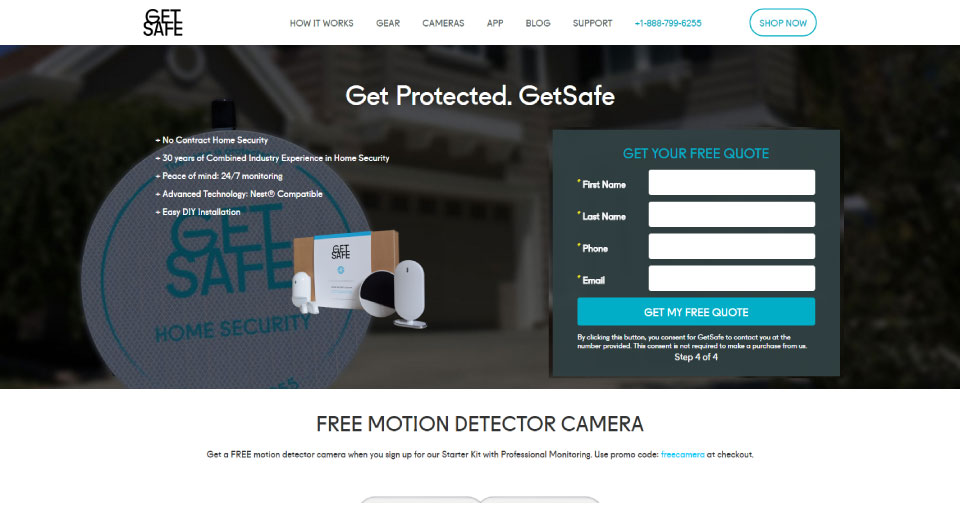 GET
SAFE
HOW IT WORKS GEAR CAMERAS APP BLOG SUPPORT +1-888-799-6255 SHOP NOW
Get Protected. GetSafe
+ No Contract Home Security
+ 30 years of Combined Industry Experience in Home Security
+ Peace of mind: 24/7 monitoring
+ Advanced Technology: Nest® Compatible
+ Easy DIY Installation
GET
SAFE
HOME SECURITY
GET
SAFE
GET YOUR FREE QUOTE
* First Name
* Last Name
* Phone
* Email
GET MY FREE QUOTE
By clicking this button, you consent for GetSafe to contact you at the
number provided. This consent is not required to make a purchase from us.
Step 4 of 4
FREE MOTION DETECTOR CAMERA
Get a FREE motion detector camera when you sign up for our Starter Kit with Professional Monitoring. Use promo code: freecamera at checkout.